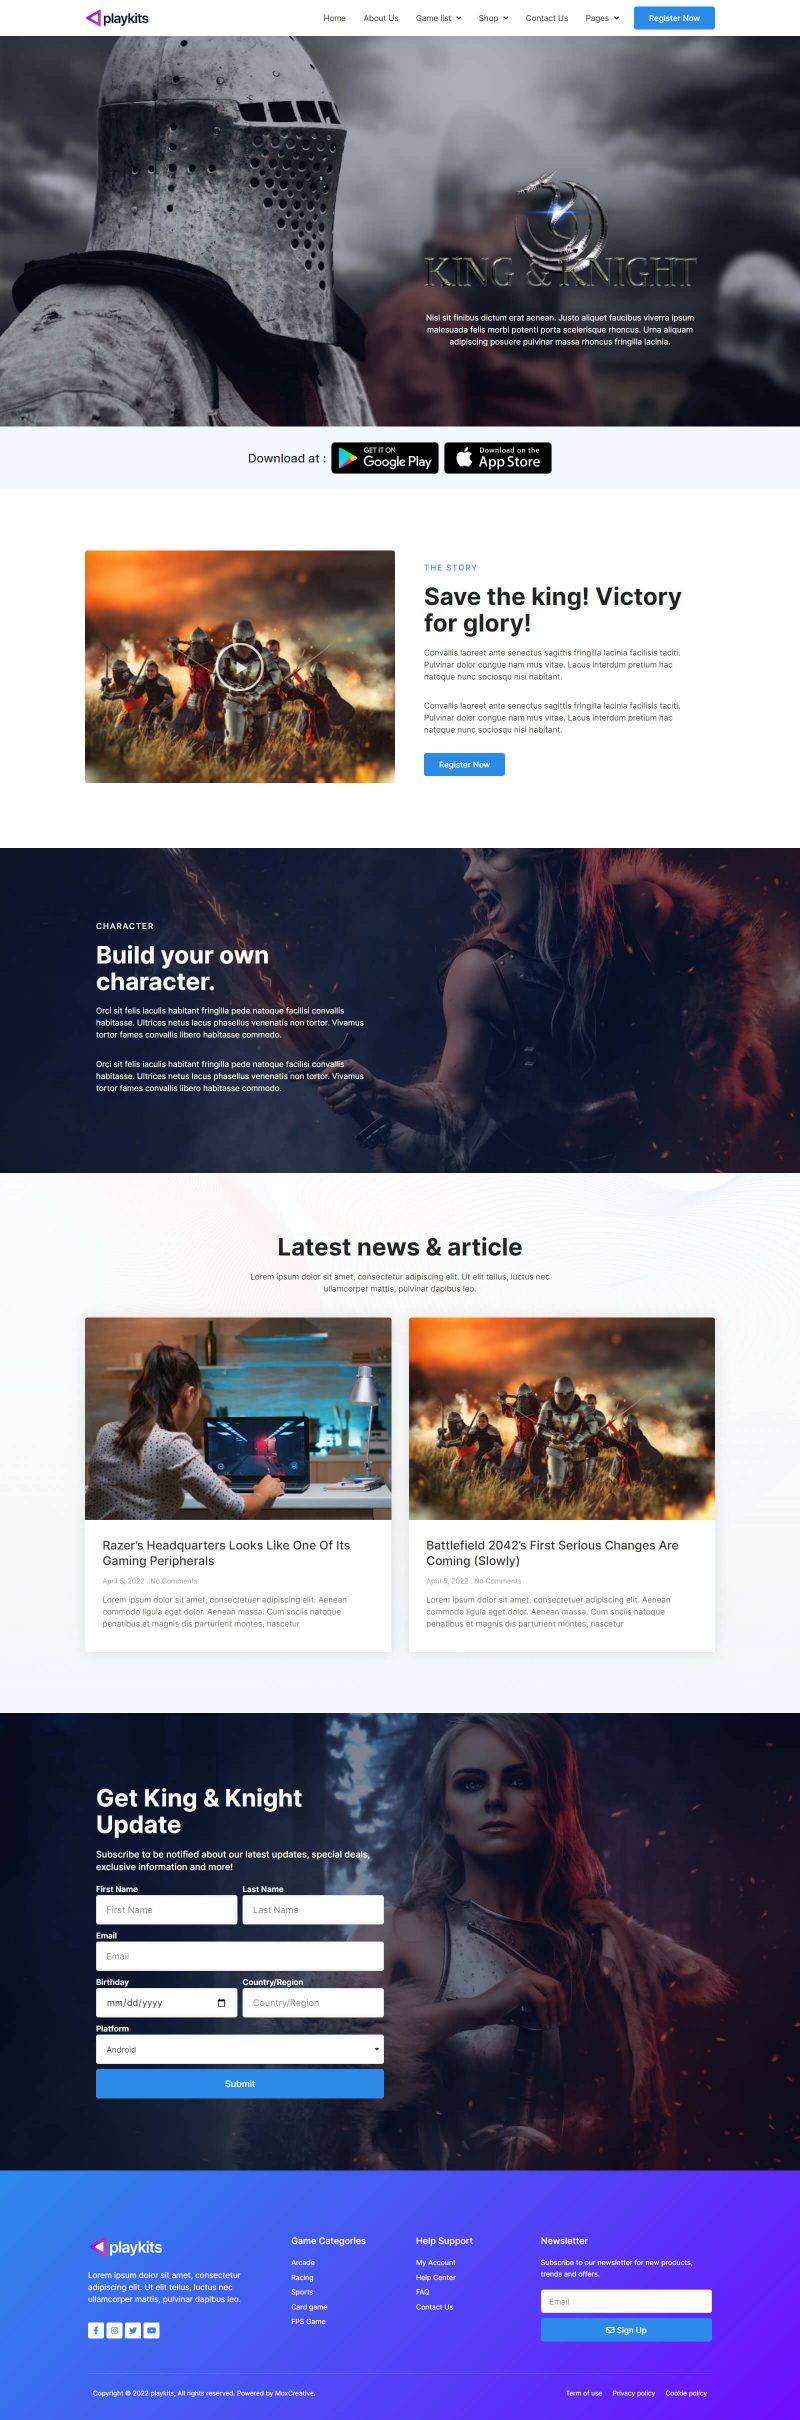 playkits
Home About Us Game list Shop Contact Us Pages Register Now
KING & KNIGHT
Nisl sit finibus dictum erat aenean. Justo aliquet faucibus viverra ipsum
malesuada felis morbi potenti porta scelerisque rhoncus. Urna aliquam
adipiscing posuere pulvinar massa rhoncus fringilla lacinia.
Download at :
GET IT ON
Google Play
Download on the
App Store
THE STORY
Save the king! Victory
for glory!
Convallis laoreet ante senectus sagittis fringilla lacinia facilisis taciti.
Pulvinar dolor congue nam mus vitae. Lacus interdum pretium hac
natoque nunc sociosqu nisi habitant.
Convallis laoreet ante senectus sagittis fringilla lacinia facilisis taciti.
Pulvinar dolor congue nam mus vitae. Lacus interdum pretium hac
natoque nunc sociosqu nisi habitant.
Register Now
CHARACTER
Build your own
character.
Orci sit felis iaculis habitant fringilla pede natoque facilisi convallis
habitasse. Ultrices netus lacus phasellus venenatis non tortor. Vivamus
tortor fames convallis libero habitasse commodo.
Orci sit felis iaculis habitant fringilla pede natoque facilisi convallis
habitasse. Ultrices netus lacus phasellus venenatis non tortor. Vivamus
tortor fames convallis libero habitasse commodo.
Latest news & article
Lorem ipsum dolor sit amet, consectetur adipiscing elit. Ut elit tellus, luctus nec
ullamcorper mattis, pulvinar dapibus leo.
Razer's Headquarters Looks Like One Of Its
Gaming Peripherals
April 5, 2022 . No Comments
Lorem ipsum dolor sit amet, consectetuer adipiscing elit. Aenean
commodo ligula eget dolor. Aenean massa. Cum sociis natoque
penatibus et magnis dis parturient montes, nascetur
Battlefield 2042's First Serious Changes Are
Coming (Slowly)
April 5, 2022 . No Comments
Lorem ipsum dolor sit amet, consectetuer adipiscing elit. Aenean
commodo ligula eget dolor. Aenean massa. Cum sociis natoque
penatibus et magnis dis parturient montes, nascetur
Get King & Knight
Update
Subscribe to be notified about our latest updates, special deals,
exclusive information and more!
First Name Last Name
First Name Last Name
Email
Email
Birthday Country/Region
mm/dd/yyyy Country/Region
Platform
Android
Submit
playkits
Lorem ipsum dolor sit amet, consectetur
adipiscing elit. Ut elit tellus, luctus nec
ullamcorper mattis, pulvinar dapibus leo.
Game Categories
Arcade
Racing
Sports
Card game
FPS Game
Help Support
My Account
Help Center
FAQ
Contact Us
Newsletter
Subscribe to our newsletter for new products,
trends and offers.
Email
Sign Up
Copyright © 2022 playkits, All rights reserved. Powered by MoxCreative.
Term of use Privacy policy Cookie policy